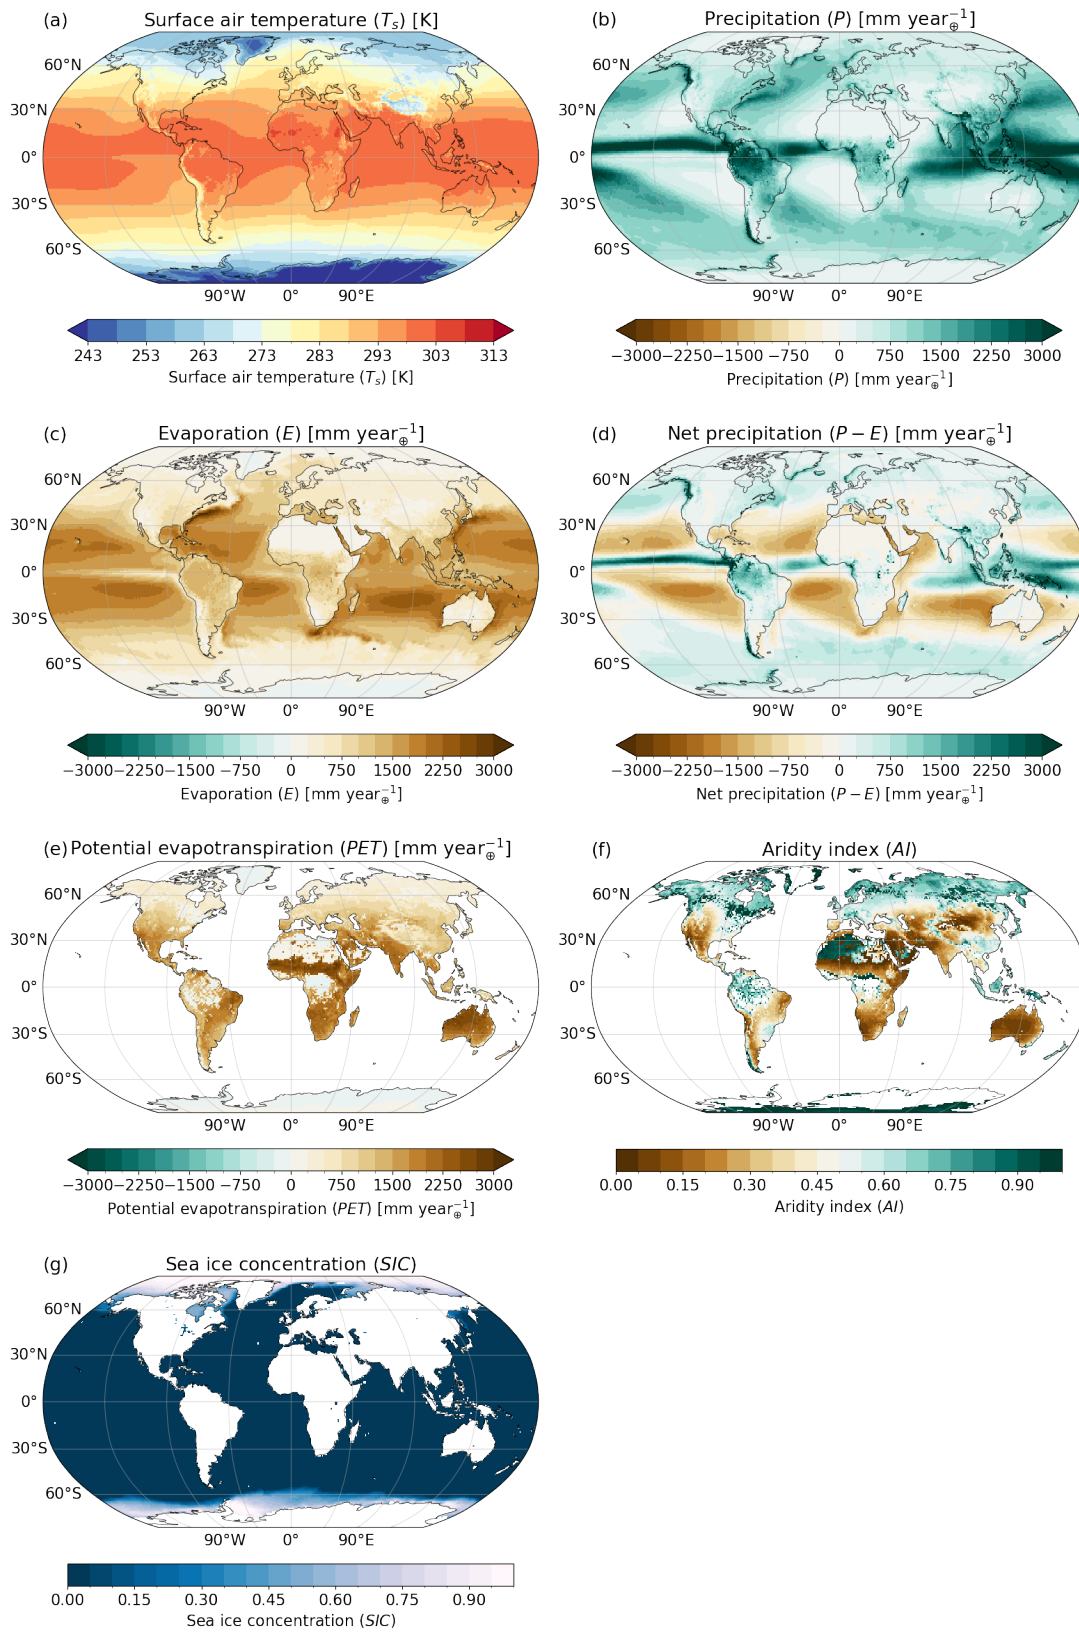 (a) Surface air temperature (Tₛ) [K]
60°N
30°N
0°
30°S
60°S
90°W 0° 90°E
243 253 263 273 283 293 303 313
Surface air temperature (Tₛ) [K]
(b) Precipitation (P) [mm year⊕⁻¹]
60°N
30°N
0°
30°S
60°S
90°W 0° 90°E
−3000 −2250 −1500 −750 0 750 1500 2250 3000
Precipitation (P) [mm year⊕⁻¹]
(c) Evaporation (E) [mm year⊕⁻¹]
60°N
30°N
0°
30°S
60°S
90°W 0° 90°E
−3000 −2250 −1500 −750 0 750 1500 2250 3000
Evaporation (E) [mm year⊕⁻¹]
(d) Net precipitation (P − E) [mm year⊕⁻¹]
60°N
30°N
0°
30°S
60°S
90°W 0° 90°E
−3000 −2250 −1500 −750 0 750 1500 2250 3000
Net precipitation (P − E) [mm year⊕⁻¹]
(e) Potential evapotranspiration (PET) [mm year⊕⁻¹]
60°N
30°N
0°
30°S
60°S
90°W 0° 90°E
−3000 −2250 −1500 −750 0 750 1500 2250 3000
Potential evapotranspiration (PET) [mm year⊕⁻¹]
(f) Aridity index (AI)
60°N
30°N
0°
30°S
60°S
90°W 0° 90°E
0.00 0.15 0.30 0.45 0.60 0.75 0.90
Aridity index (AI)
(g) Sea ice concentration (SIC)
60°N
30°N
0°
30°S
60°S
90°W 0° 90°E
0.00 0.15 0.30 0.45 0.60 0.75 0.90
Sea ice concentration (SIC)